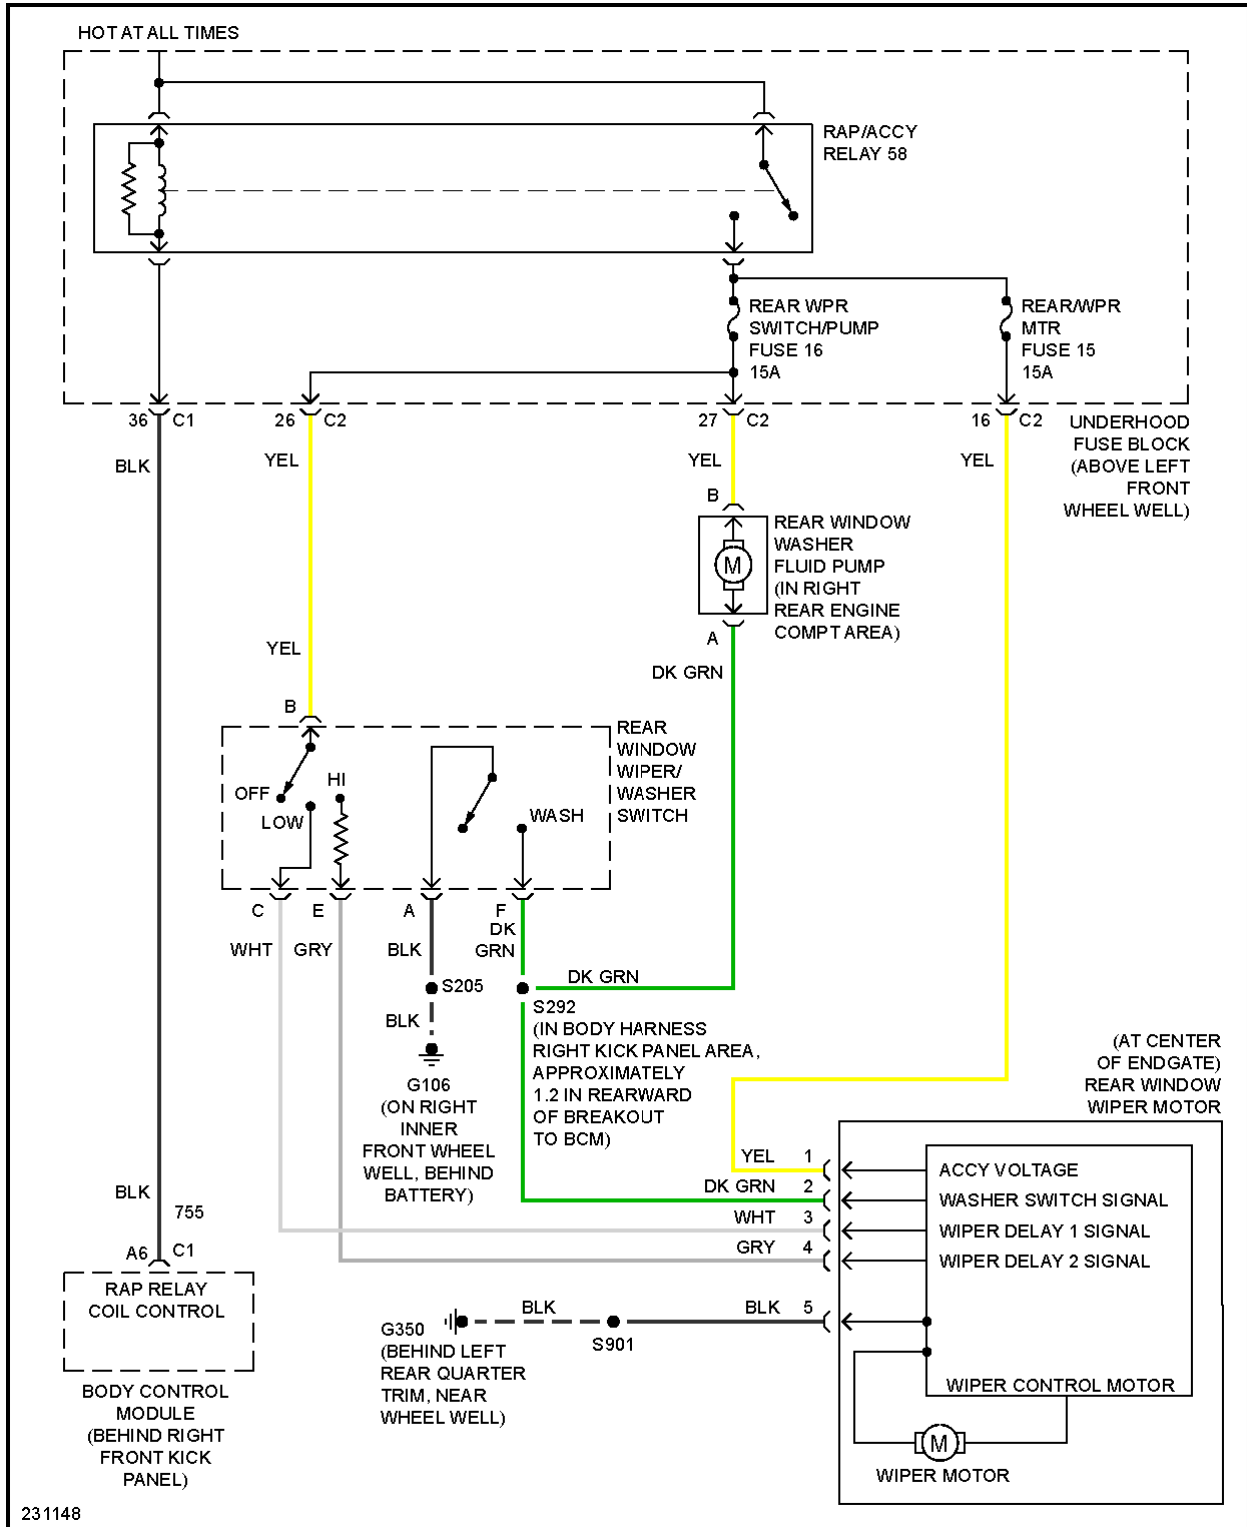 HOT AT ALL TIMES
RAP/ACCY
RELAY 58
REAR WPR
SWITCH/PUMP
FUSE 16
15A
REAR/WPR
MTR
FUSE 15
15A
36 C1
26 C2
27 C2
16 C2
UNDERHOOD
FUSE BLOCK
(ABOVE LEFT
FRONT
WHEEL WELL)
BLK
YEL
YEL
YEL
B
REAR WINDOW
WASHER
FLUID PUMP
(IN RIGHT
REAR ENGINE
COMPT AREA)
M
A
DK GRN
YEL
B
REAR
WINDOW
WIPER/
WASHER
SWITCH
OFF
LOW
HI
WASH
C
E
A
F
WHT
GRY
BLK
DK
GRN
DK GRN
S205
BLK
G106
(ON RIGHT
INNER
FRONT WHEEL
WELL, BEHIND
BATTERY)
S292
(IN BODY HARNESS
RIGHT KICK PANEL AREA,
APPROXIMATELY
1.2 IN REARWARD
OF BREAKOUT
TO BCM)
(AT CENTER
OF ENDGATE)
REAR WINDOW
WIPER MOTOR
YEL 1
ACCY VOLTAGE
DK GRN 2
WASHER SWITCH SIGNAL
WHT 3
WIPER DELAY 1 SIGNAL
GRY 4
WIPER DELAY 2 SIGNAL
BLK
BLK 5
G350
(BEHIND LEFT
REAR QUARTER
TRIM, NEAR
WHEEL WELL)
S901
WIPER CONTROL MOTOR
M
WIPER MOTOR
BLK
755
A6 C1
RAP RELAY
COIL CONTROL
BODY CONTROL
MODULE
(BEHIND RIGHT
FRONT KICK
PANEL)
231148